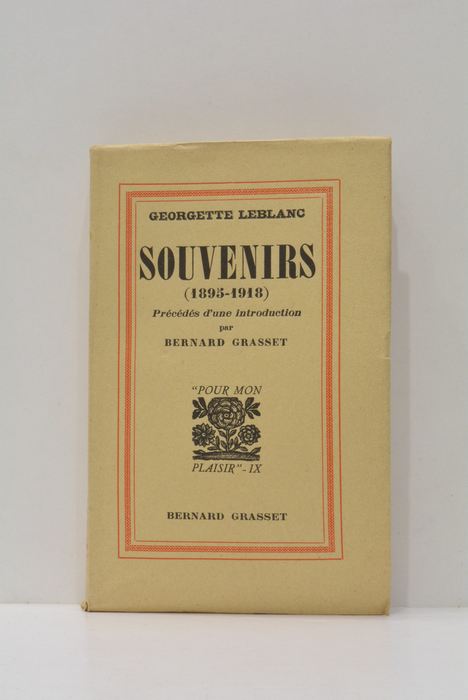 GEORGETTE LEBLANC
SOUVENIRS
(1895-1918)
Précédés d'une introduction
par
BERNARD GRASSET
"POUR MON
PLAISIR"-IX
BERNARD GRASSET